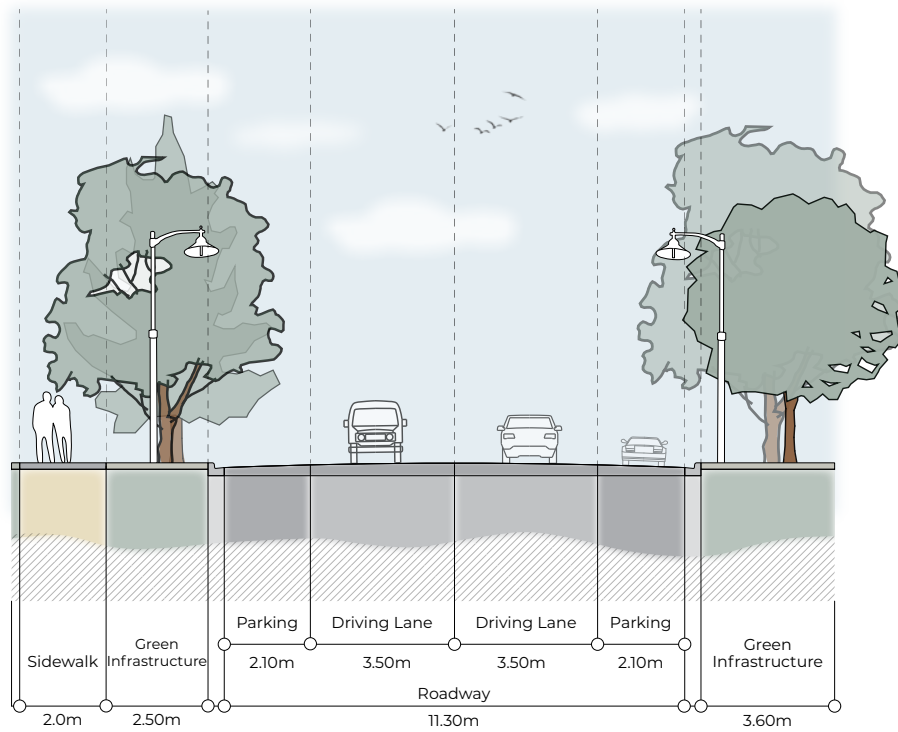 Parking
Driving Lane
Driving Lane
Parking
2.10m
3.50m
3.50m
2.10m
Sidewalk
Green
Infrastructure
Green
Infrastructure
Roadway
2.0m
2.50m
11.30m
3.60m